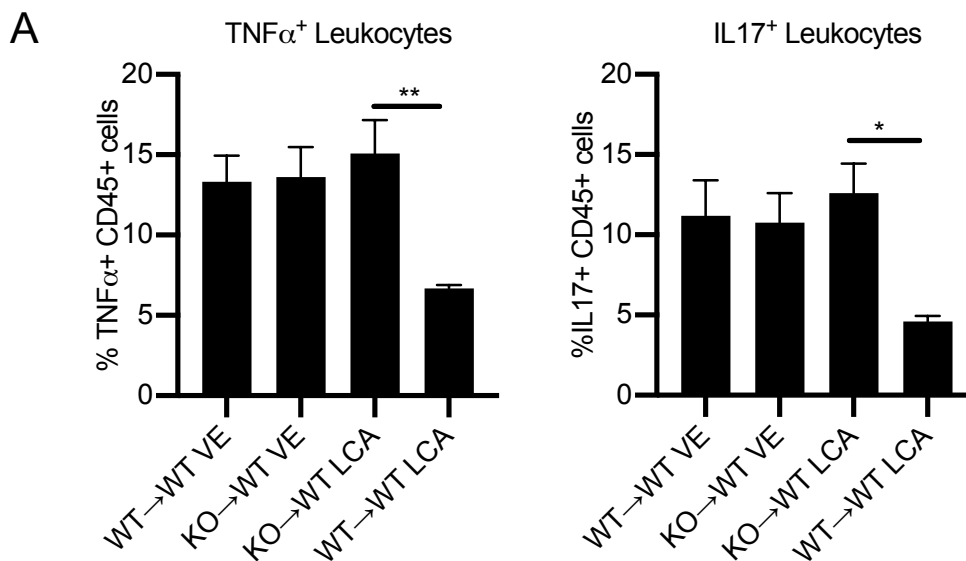 A
TNFα⁺ Leukocytes
% TNFα+ CD45+ cells
20
15
10
5
0
**
WT→WT VE
KO→WT VE
KO→WT LCA
WT→WT LCA
IL17⁺ Leukocytes
%IL17+ CD45+ cells
20
15
10
5
0
*
WT→WT VE
KO→WT VE
KO→WT LCA
WT→WT LCA